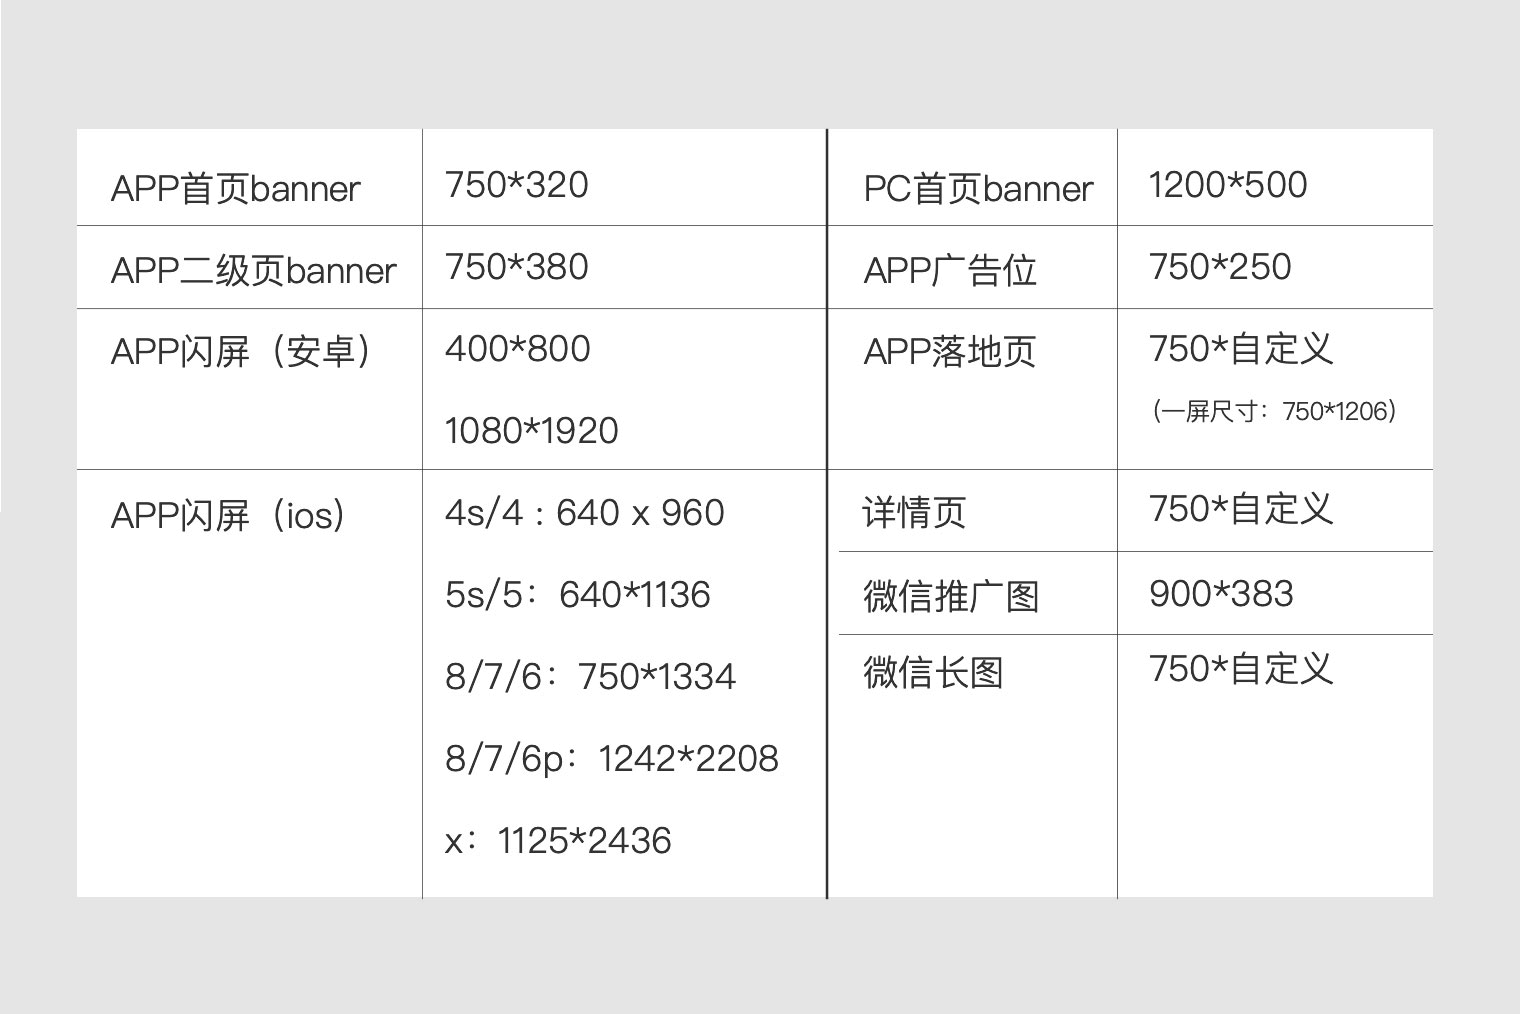 APP首页banner 750*320 PC首页banner 1200*500
APP二级页banner 750*380 APP广告位 750*250
APP闪屏（安卓） 400*800 APP落地页 750*自定义
1080*1920 （一屏尺寸：750*1206）
APP闪屏（ios） 4s/4 : 640 x 960 详情页 750*自定义
5s/5：640*1136 微信推广图 900*383
8/7/6：750*1334 微信长图 750*自定义
8/7/6p：1242*2208
x：1125*2436